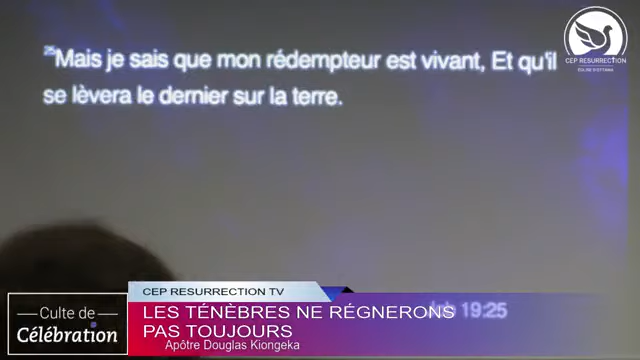 25Mais je sais que mon rédempteur est vivant, Et qu'il
se lèvera le dernier sur la terre.
CEP RESURRECTION
CEP RESURRECTION TV
LES TÉNÈBRES NE RÉGNERONS
PAS TOUJOURS
19:25
Apôtre Douglas Kiongeka
Culte de
Célébration